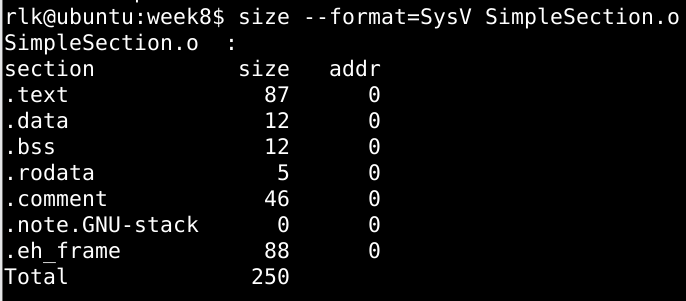 rlk@ubuntu:week8$ size --format=SysV SimpleSection.o
SimpleSection.o  :
section           size   addr
.text               87      0
.data               12      0
.bss                12      0
.rodata              5      0
.comment            46      0
.note.GNU-stack      0      0
.eh_frame           88      0
Total              250